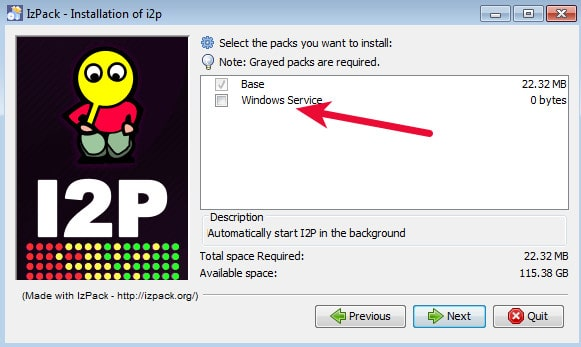 IzPack - Installation of i2p
Select the packs you want to install:
Note: Grayed packs are required.
Base 22.32 MB
Windows Service 0 bytes
I2P
Description
Automatically start I2P in the background
Total space Required: 22.32 MB
Available space: 115.38 GB
(Made with IzPack - http://izpack.org/)
Previous Next Quit